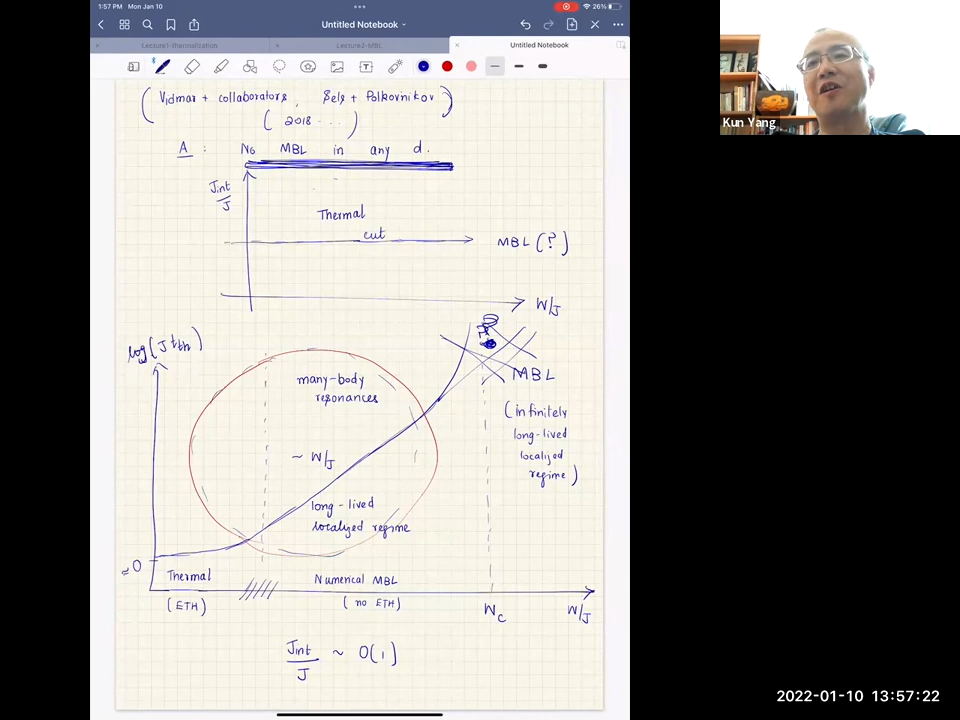 1:57 PM Mon Jan 10
26%
Untitled Notebook
Lecture1-thermalization
Lecture2-MBL
Untitled Notebook
(Vidmar + collaborators, Sels + Polkovnikov)
(2018 ...)
A : No MBL in any d.
Jint/J
Thermal
cut
MBL (?)
W/J
log(J tth)
MBL
many-body
resonances
(infinitely
long-lived
localized
regime)
~ W/J
long-lived
localized regime
≈0
Thermal
Numerical MBL
(ETH)
(no ETH)
Wc
W/J
Jint/J ~ O(1)
Kun Yang
2022-01-10 13:57:22